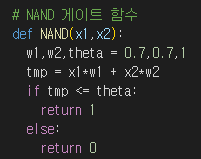 # NAND 게이트 함수
def NAND(x1,x2):
  w1,w2,theta = 0.7,0.7,1
  tmp = x1*w1 + x2*w2
  if tmp <= theta:
    return 1
  else:
    return 0